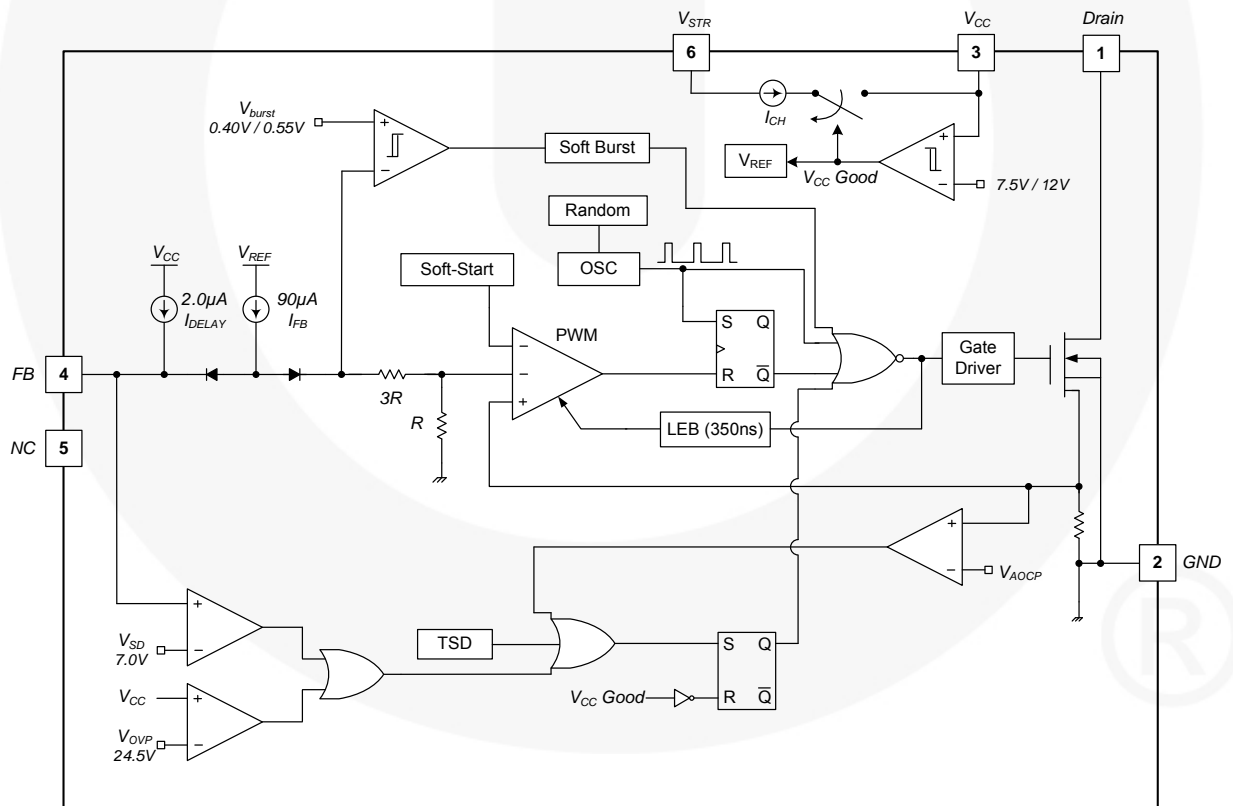 V_STR
V_CC
Drain
6
3
1
V_burst
0.40V / 0.55V
+
−
I_CH
+
−
Soft Burst
V_REF
V_CC Good
7.5V / 12V
Random
V_CC
V_REF
Soft-Start
OSC
2.0µA
I_DELAY
90µA
I_FB
PWM
S Q
R Q̅
−
−
+
Gate
Driver
FB
4
3R
R
LEB (350ns)
NC
5
+
−
V_AOCP
2
GND
+
−
V_SD
7.0V
TSD
S Q
R Q̅
V_CC Good
V_CC
+
−
V_OVP
24.5V
®